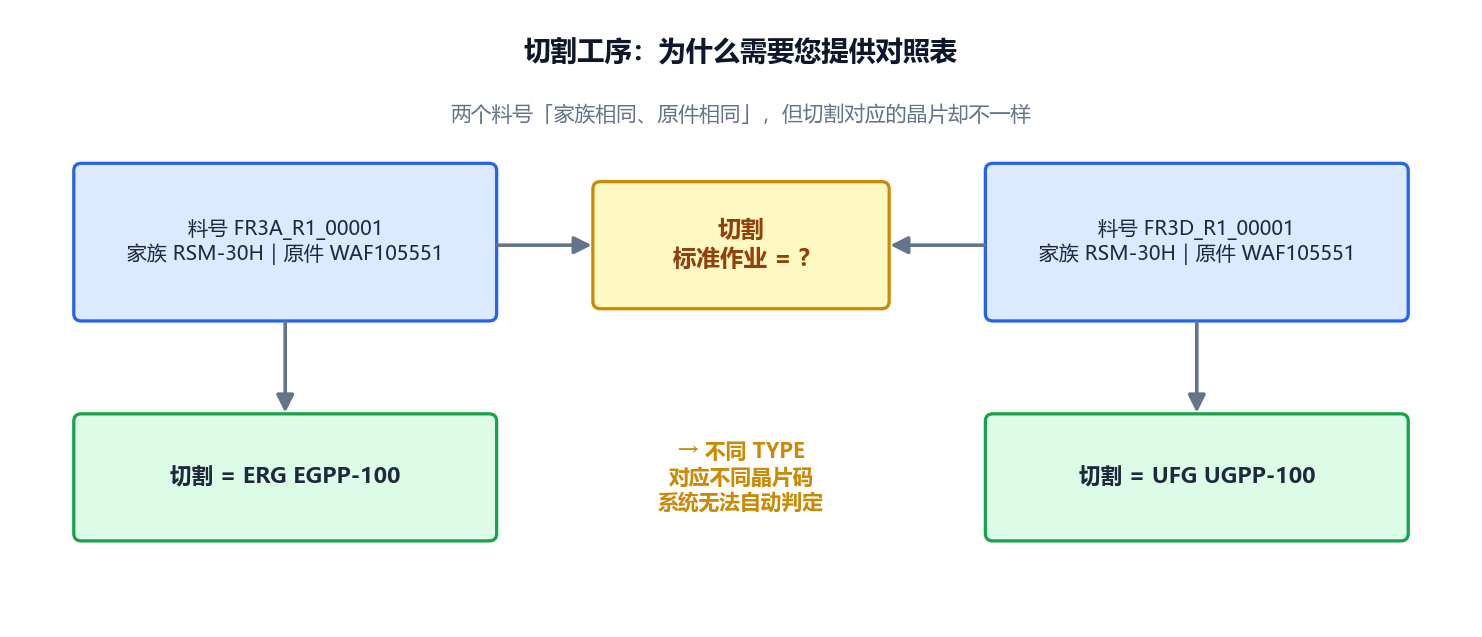 切割工序：为什么需要您提供对照表
两个料号「家族相同、原件相同」，但切割对应的晶片却不一样
料号 FR3A_R1_00001
家族 RSM-30H | 原件 WAF105551
切割
标准作业 = ?
料号 FR3D_R1_00001
家族 RSM-30H | 原件 WAF105551
切割 = ERG EGPP-100
→ 不同 TYPE
对应不同晶片码
系统无法自动判定
切割 = UFG UGPP-100